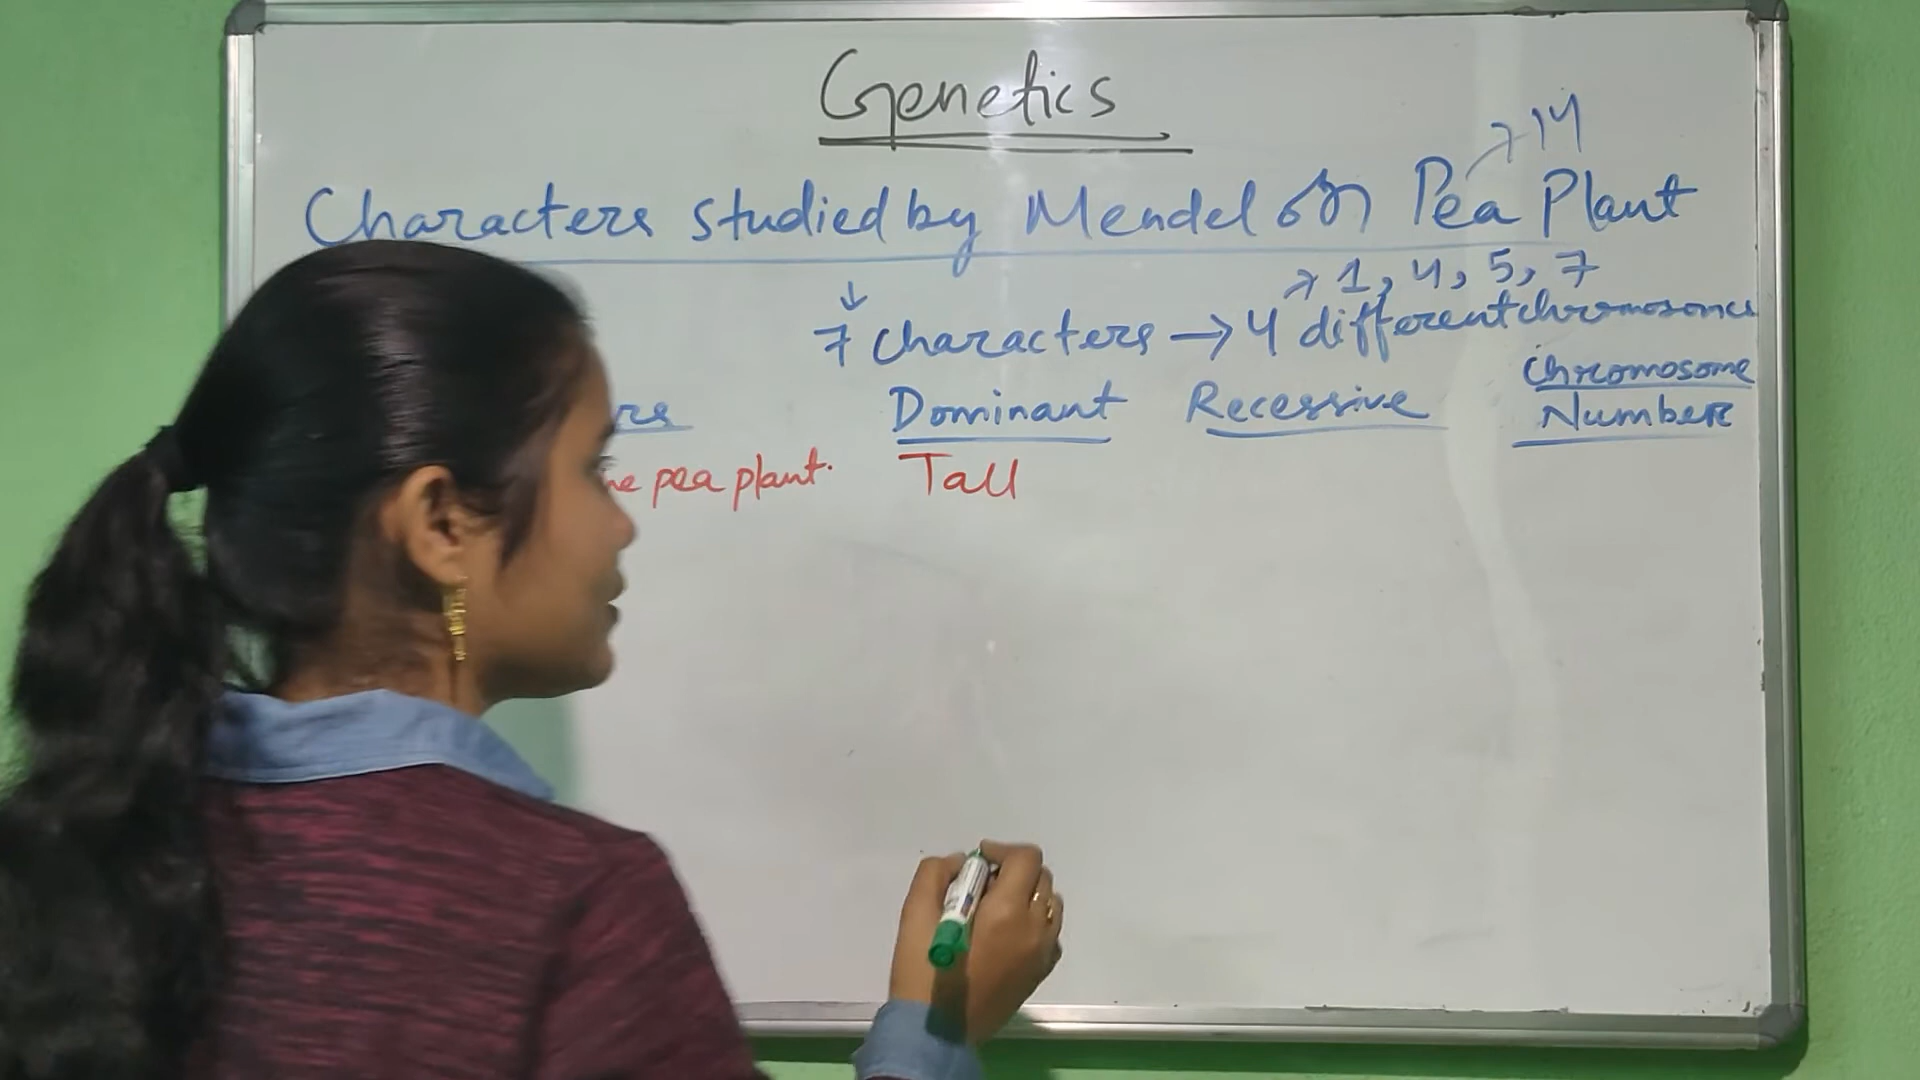 Genetics
→ 14
Characters studied by Mendel on Pea Plant
→ 1, 4, 5, 7
↓
7 characters → 4 different chromosomes
Dominant Recessive Chromosome Number
pea plant. Tall